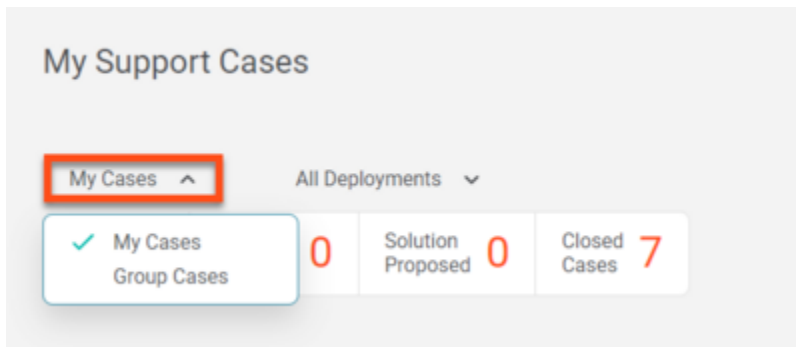 My Support Cases
My Cases
All Deployments
My Cases
Group Cases
0
Solution
Proposed
0
Closed
Cases
7